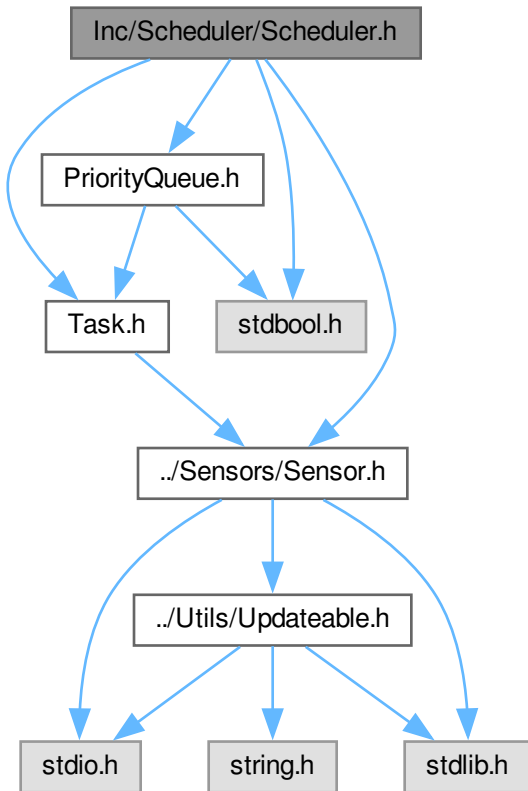 Inc/Scheduler/Scheduler.h
PriorityQueue.h
Task.h
stdbool.h
../Sensors/Sensor.h
../Utils/Updateable.h
stdio.h
string.h
stdlib.h